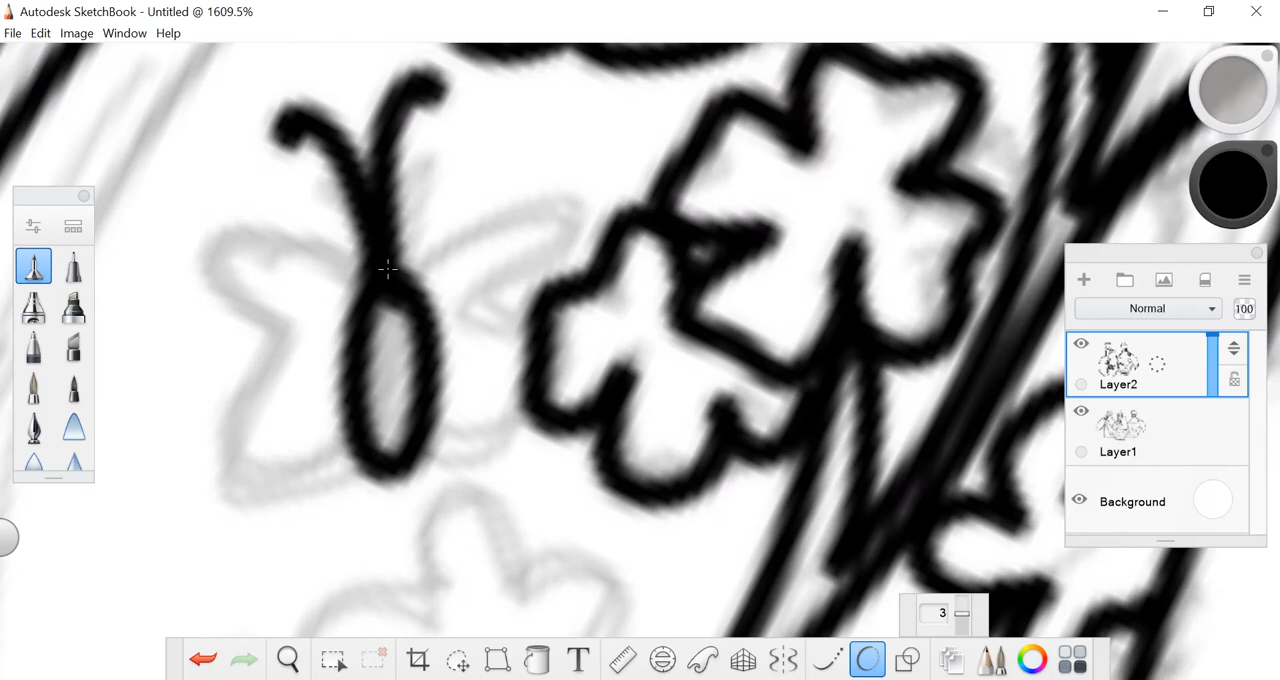 Autodesk SketchBook - Untitled @ 1609.5%
File Edit Image Window Help
Normal 100
Layer2
Layer1
Background
3
T